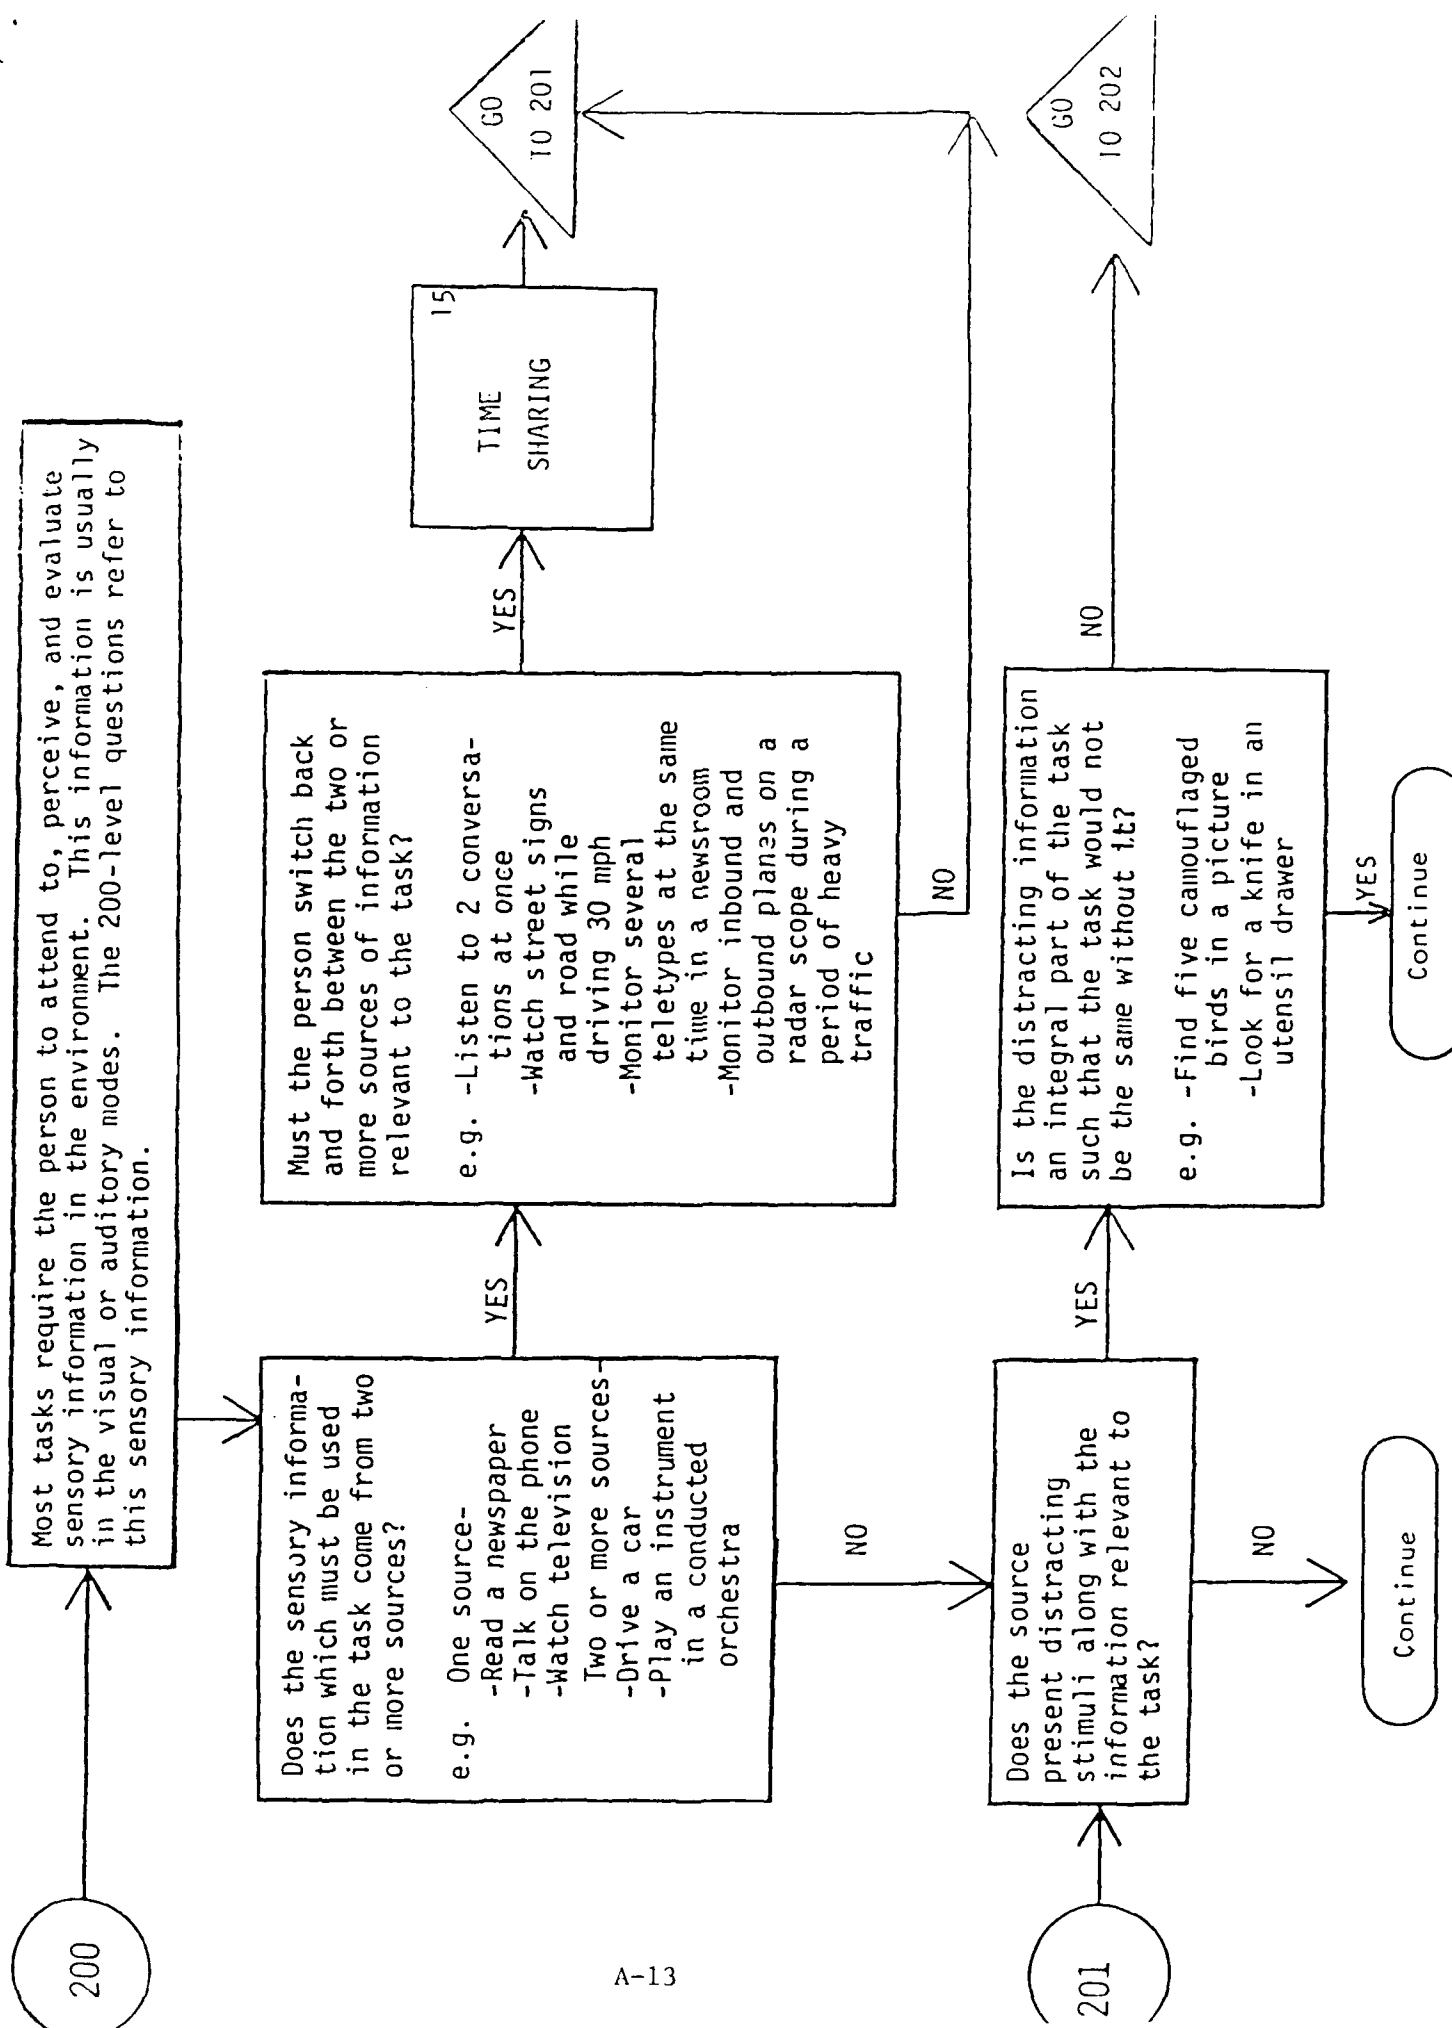 200
Most tasks require the person to attend to, perceive, and evaluate
sensory information in the environment. This information is usually
in the visual or auditory modes. The 200-level questions refer to
this sensory information.
Does the sensory informa-
tion which must be used
in the task come from two
or more sources?
e.g. One source-
-Read a newspaper
-Talk on the phone
-Watch television
Two or more sources-
-Drive a car
-Play an instrument
in a conducted
orchestra
YES
Must the person switch back
and forth between the two or
more sources of information
relevant to the task?
e.g. -Listen to 2 conversa-
tions at once
-Watch street signs
and road while
driving 30 mph
-Monitor several
teletypes at the same
time in a newsroom
-Monitor inbound and
outbound planes on a
radar scope during a
period of heavy
traffic
YES
15
TIME
SHARING
GO
TO 201
NO
NO
201
Does the source
present distracting
stimuli along with the
information relevant to
the task?
YES
Is the distracting information
an integral part of the task
such that the task would not
be the same without it?
e.g. -Find five camouflaged
birds in a picture
-Look for a knife in an
utensil drawer
NO
GO
TO 202
NO
Continue
YES
Continue
A-13